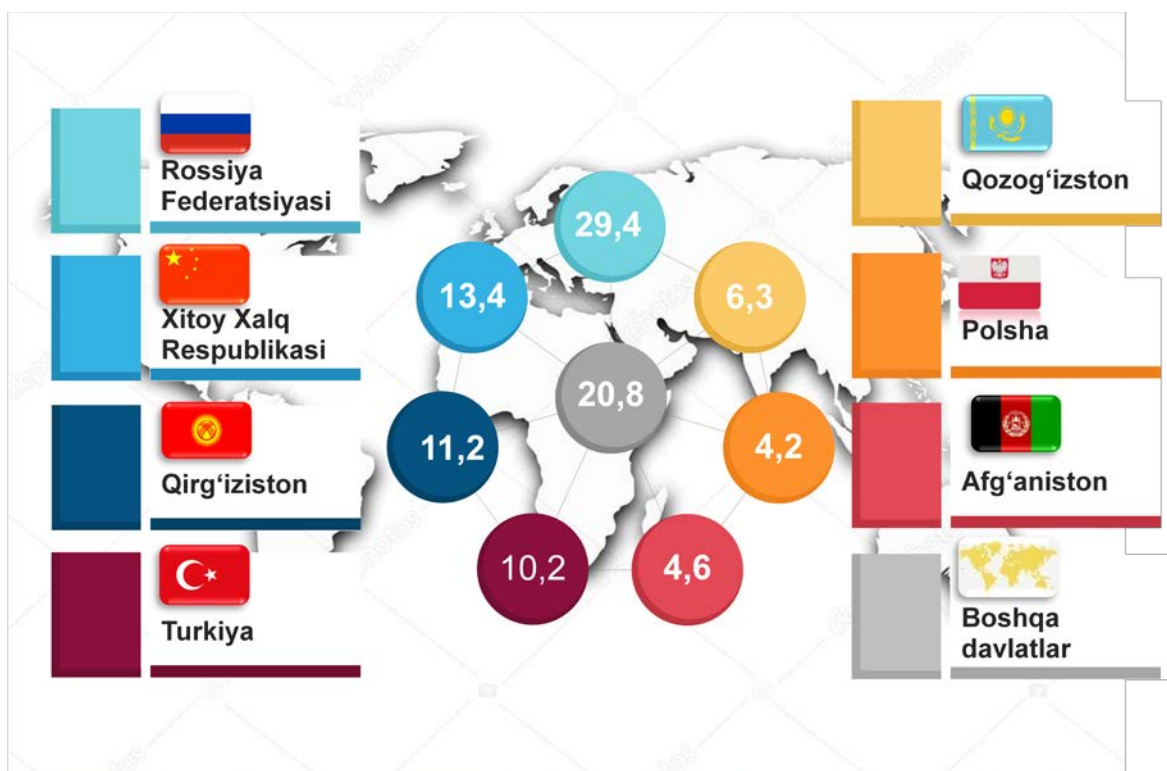 Rossiya
Federatsiyasi
Xitoy Xalq
Respublikasi
Qirg‘iziston
Turkiya
29,4
13,4
6,3
20,8
11,2
4,2
10,2
4,6
Qozog‘izston
Polsha
Afg‘aniston
Boshqa
davlatlar